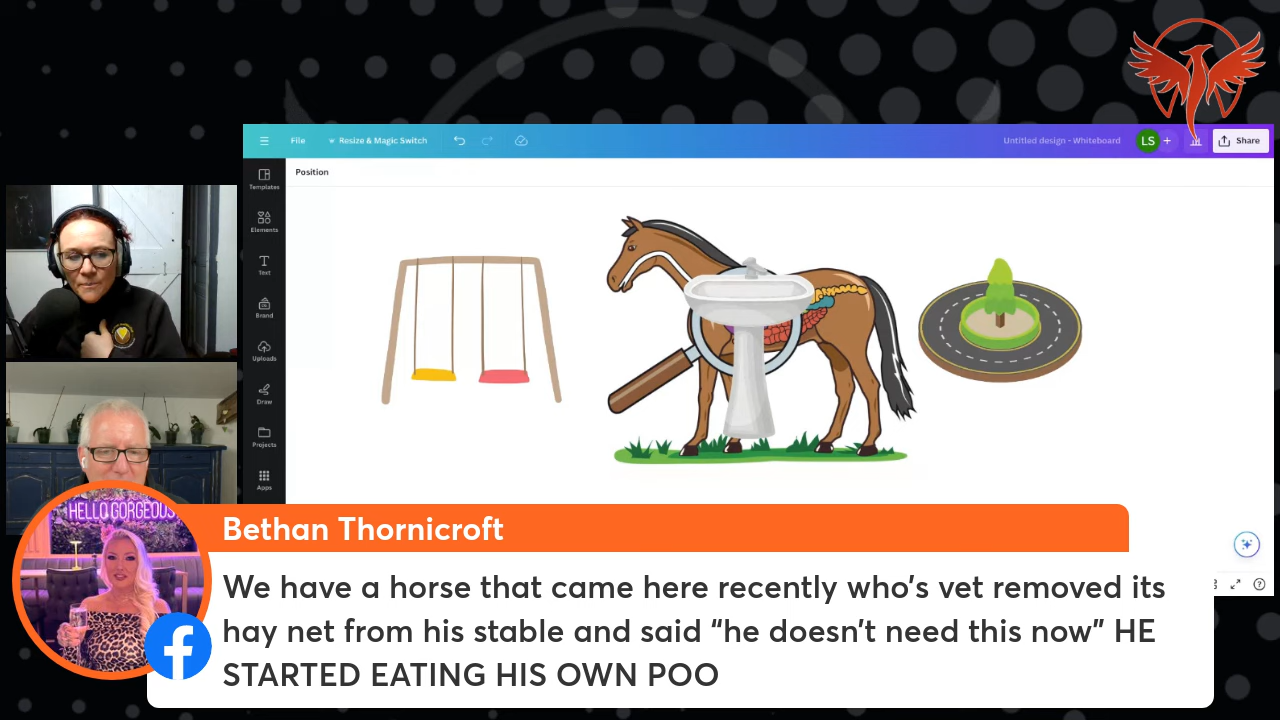 File
Resize & Magic Switch
Untitled design - Whiteboard
LS
+
Share
Position
Templates
Elements
Text
Brand
Uploads
Draw
Projects
Apps
HELLO GORGEOUS
Bethan Thornicroft
We have a horse that came here recently who's vet removed its
hay net from his stable and said “he doesn't need this now” HE
STARTED EATING HIS OWN POO